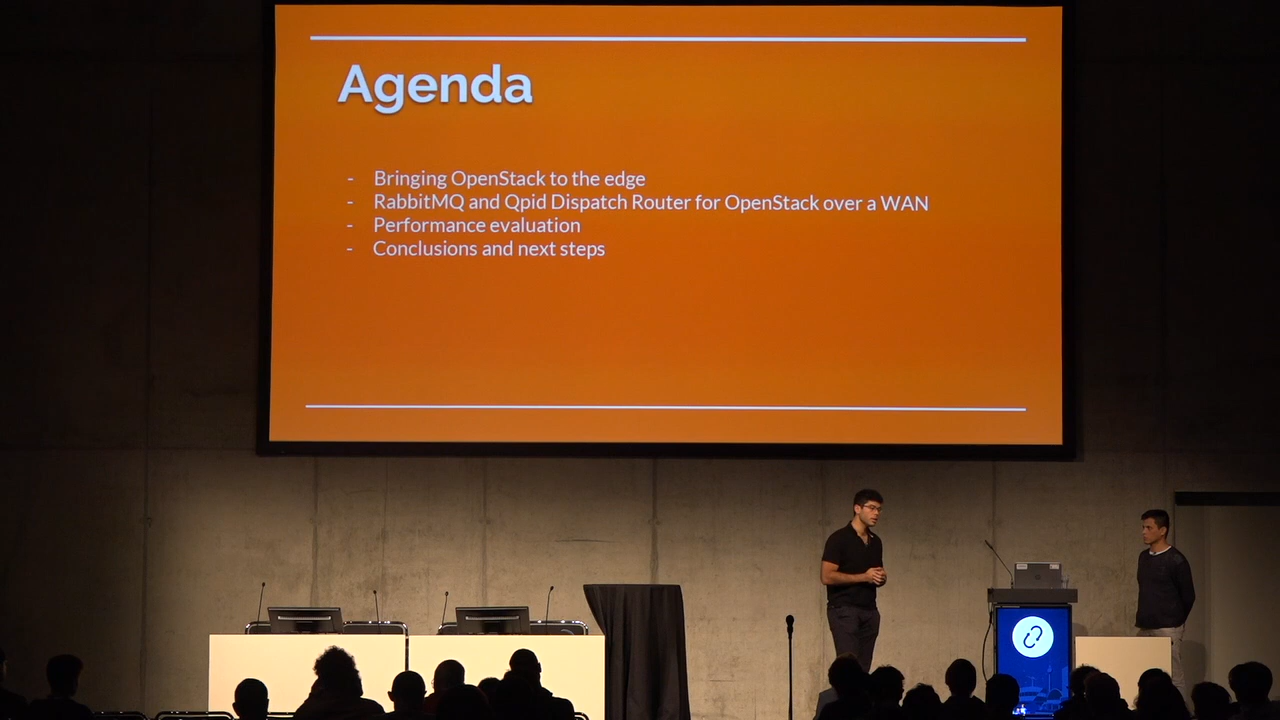 Agenda
- Bringing OpenStack to the edge
- RabbitMQ and Qpid Dispatch Router for OpenStack over a WAN
- Performance evaluation
- Conclusions and next steps